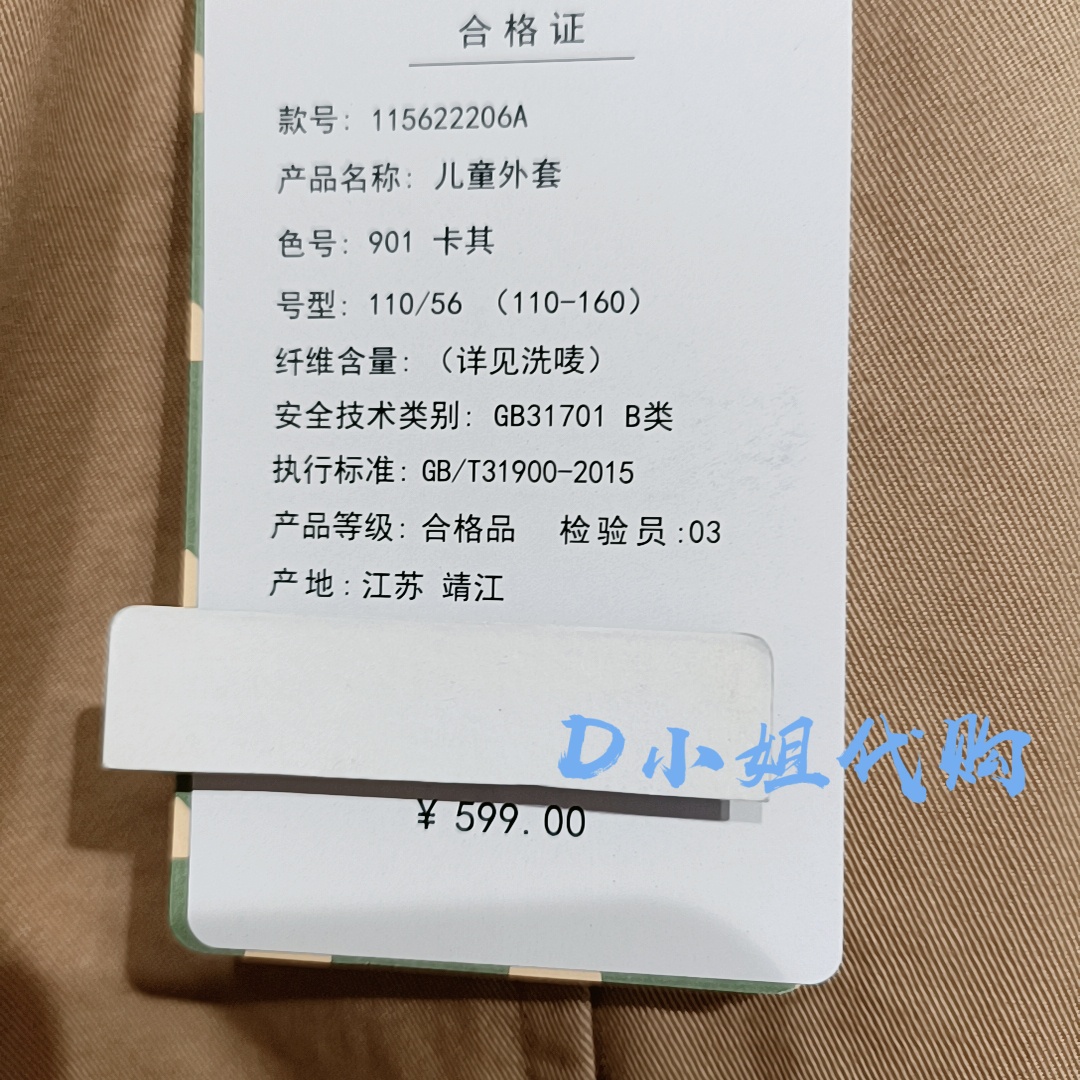 合格证
款号: 115622206A
产品名称: 儿童外套
色号: 901 卡其
号型: 110/56 （110-160）
纤维含量: （详见洗唛）
安全技术类别: GB31701 B类
执行标准: GB/T31900-2015
产品等级: 合格品 检验员:03
产地: 江苏 靖江
D小姐代购
¥ 599.00